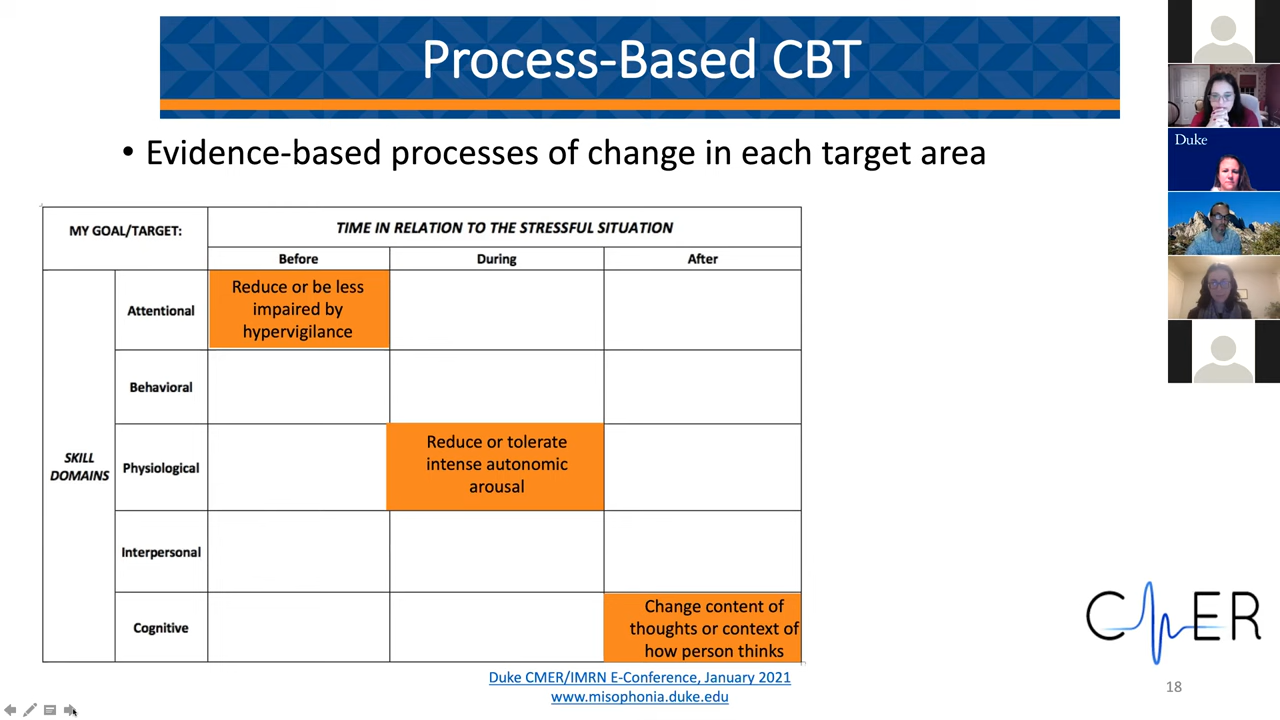 Process-Based CBT
Duke
• Evidence-based processes of change in each target area
MY GOAL/TARGET:
TIME IN RELATION TO THE STRESSFUL SITUATION
Before
During
After
SKILL
DOMAINS
Attentional
Reduce or be less
impaired by
hypervigilance
Behavioral
Physiological
Reduce or tolerate
intense autonomic
arousal
Interpersonal
Cognitive
Change content of
thoughts or context of
how person thinks
CMER
Duke CMER/IMRN E-Conference, January 2021
www.misophonia.duke.edu
18